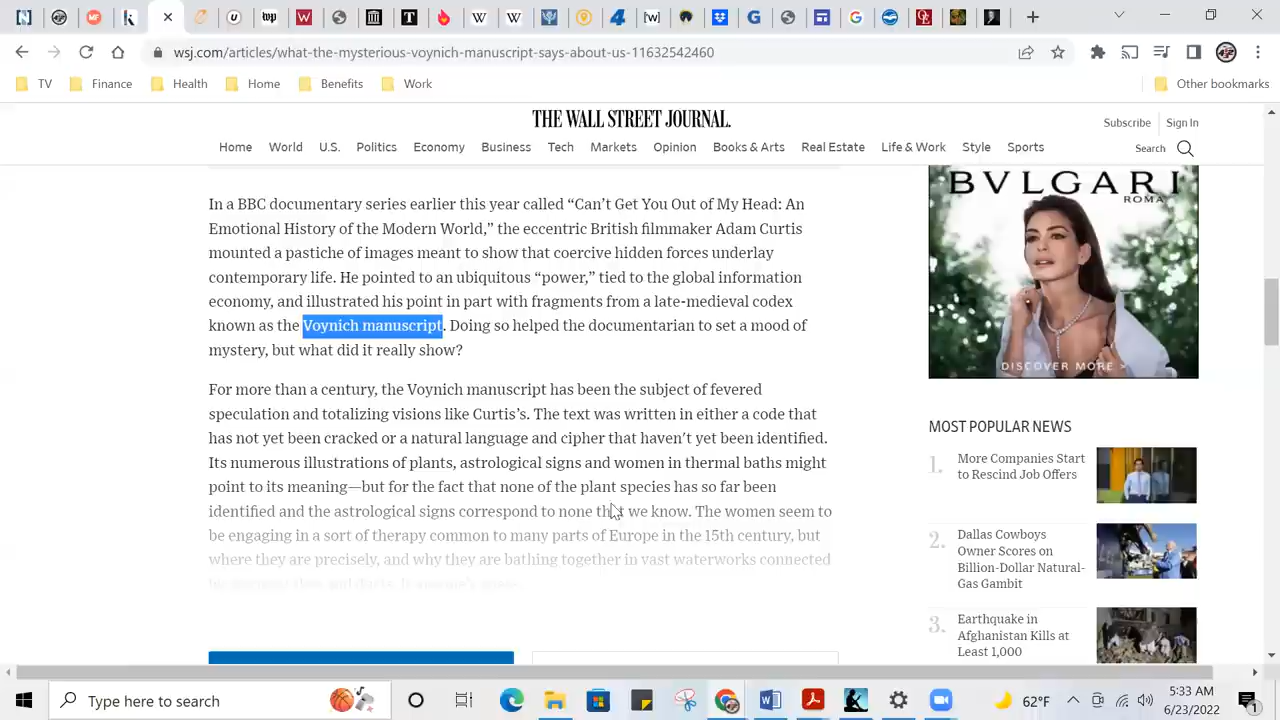 wsj.com/articles/what-the-mysterious-voynich-manuscript-says-about-us-11632542460
TV Finance Health Home Benefits Work Other bookmarks
THE WALL STREET JOURNAL.
Subscribe Sign In
Home World U.S. Politics Economy Business Tech Markets Opinion Books & Arts Real Estate Life & Work Style Sports
Search
In a BBC documentary series earlier this year called “Can’t Get You Out of My Head: An
Emotional History of the Modern World,” the eccentric British filmmaker Adam Curtis
mounted a pastiche of images meant to show that coercive hidden forces underlay
contemporary life. He pointed to an ubiquitous “power,” tied to the global information
economy, and illustrated his point in part with fragments from a late-medieval codex
known as the Voynich manuscript. Doing so helped the documentarian to set a mood of
mystery, but what did it really show?
For more than a century, the Voynich manuscript has been the subject of fevered
speculation and totalizing visions like Curtis’s. The text was written in either a code that
has not yet been cracked or a natural language and cipher that haven’t yet been identified.
Its numerous illustrations of plants, astrological signs and women in thermal baths might
point to its meaning—but for the fact that none of the plant species has so far been
identified and the astrological signs correspond to none that we know. The women seem to
be engaging in a sort of therapy common to many parts of Europe in the 15th century, but
where they are precisely, and why they are bathing together in vast waterworks connected
BVLGARI
ROMA
DISCOVER MORE >
MOST POPULAR NEWS
1. More Companies Start
to Rescind Job Offers
2. Dallas Cowboys
Owner Scores on
Billion-Dollar Natural-
Gas Gambit
3. Earthquake in
Afghanistan Kills at
Least 1,000
Type here to search
62°F
5:33 AM
6/23/2022